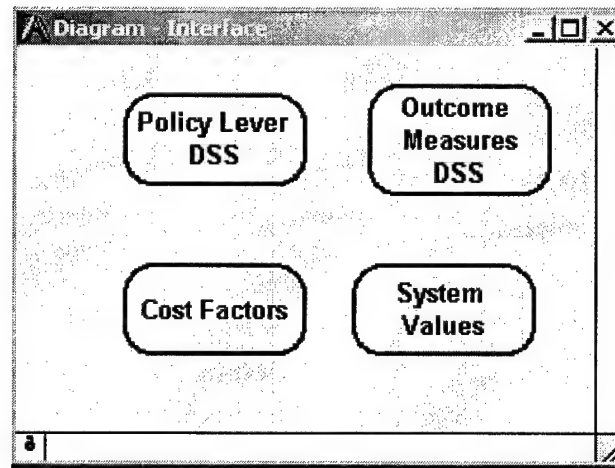 Diagram - Interface
Policy Lever
DSS
Outcome
Measures
DSS
Cost Factors
System
Values